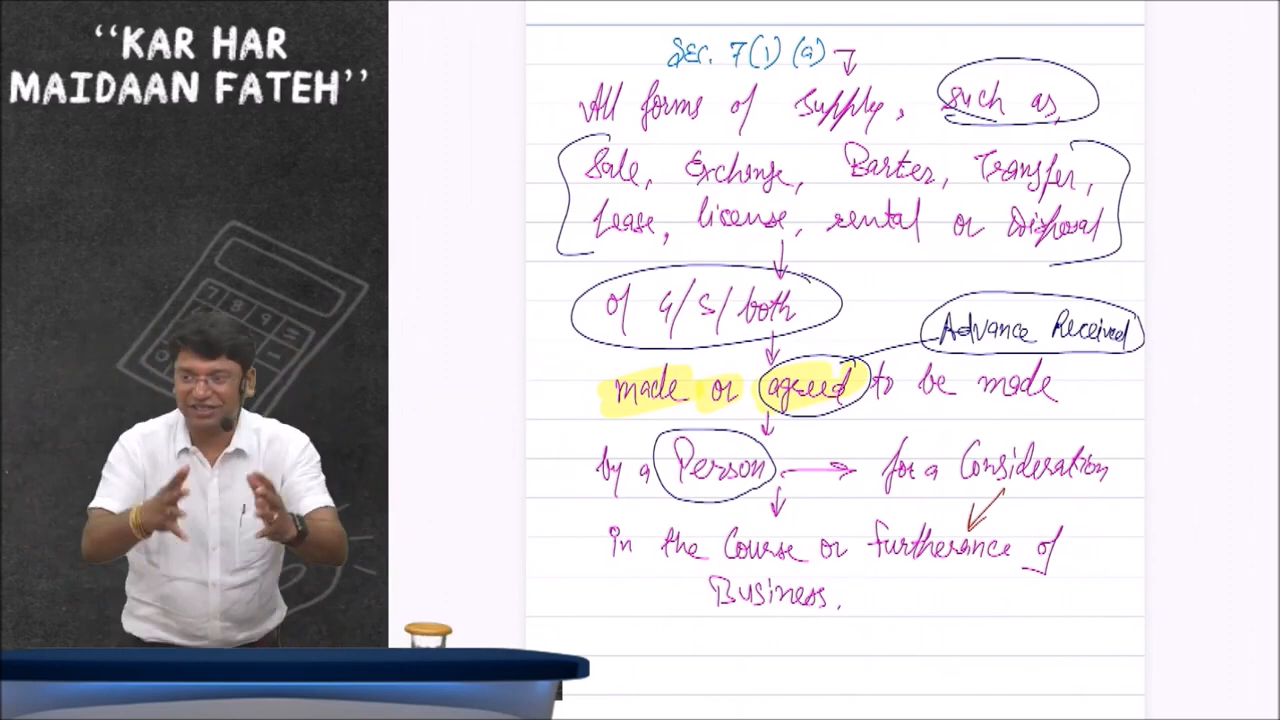 “KAR HAR
MAIDAAN FATEH”
Sec. 7(1) (a)
All forms of supply, such as,
Sale, Exchange, Barter, Transfer,
Lease, license, rental or Disposal
of G/S/both
Advance Received
made or agreed to be made
by a Person for a Consideration
in the Course or furtherance of
Business.